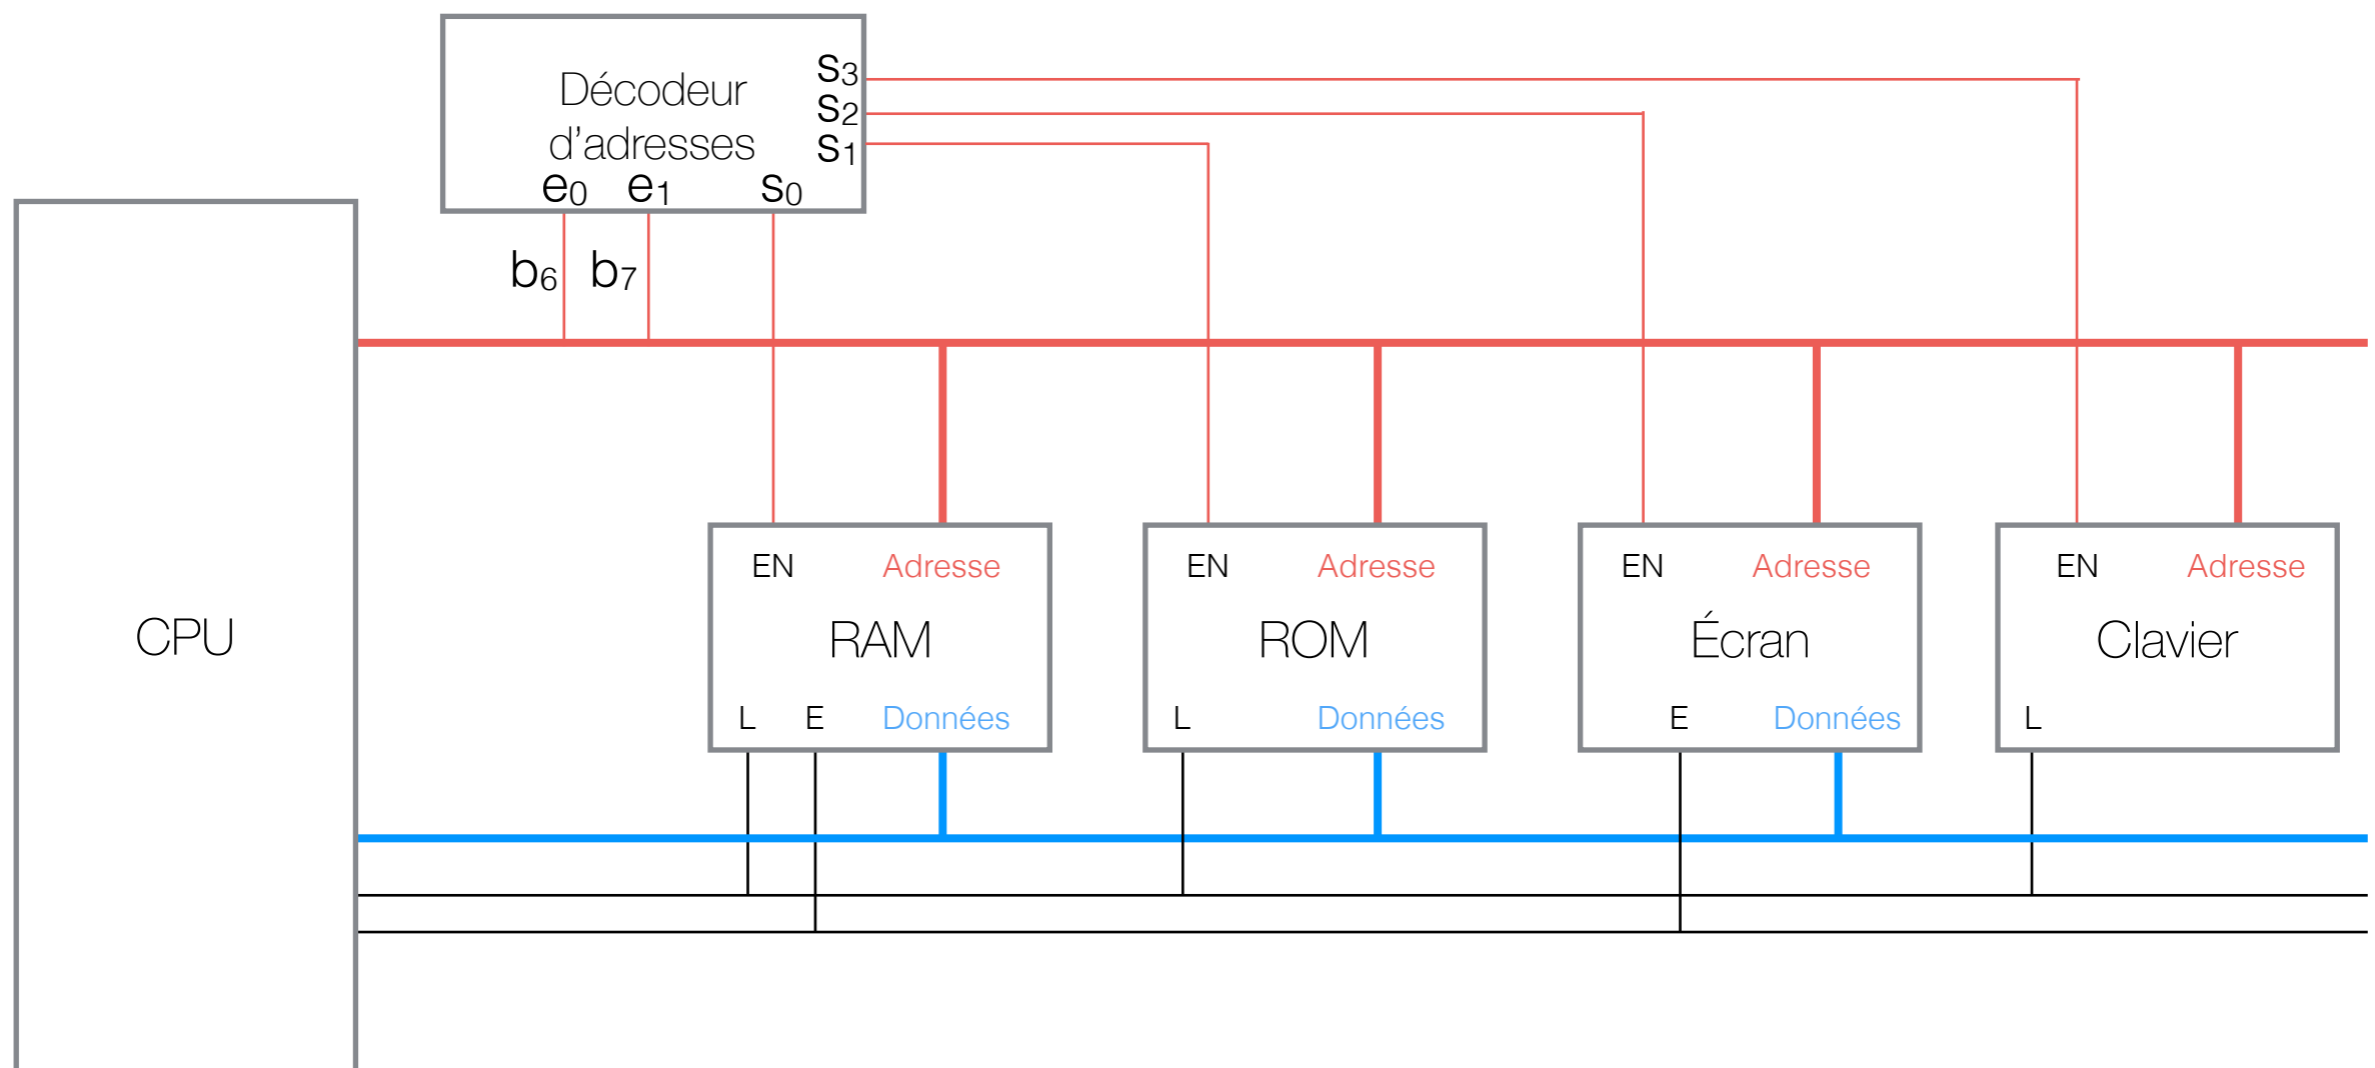 Décodeur
d'adresses
s3
s2
s1
e0 e1 s0
b6 b7
CPU
EN Adresse
RAM
L E Données
EN Adresse
ROM
L Données
EN Adresse
Écran
E Données
EN Adresse
Clavier
L